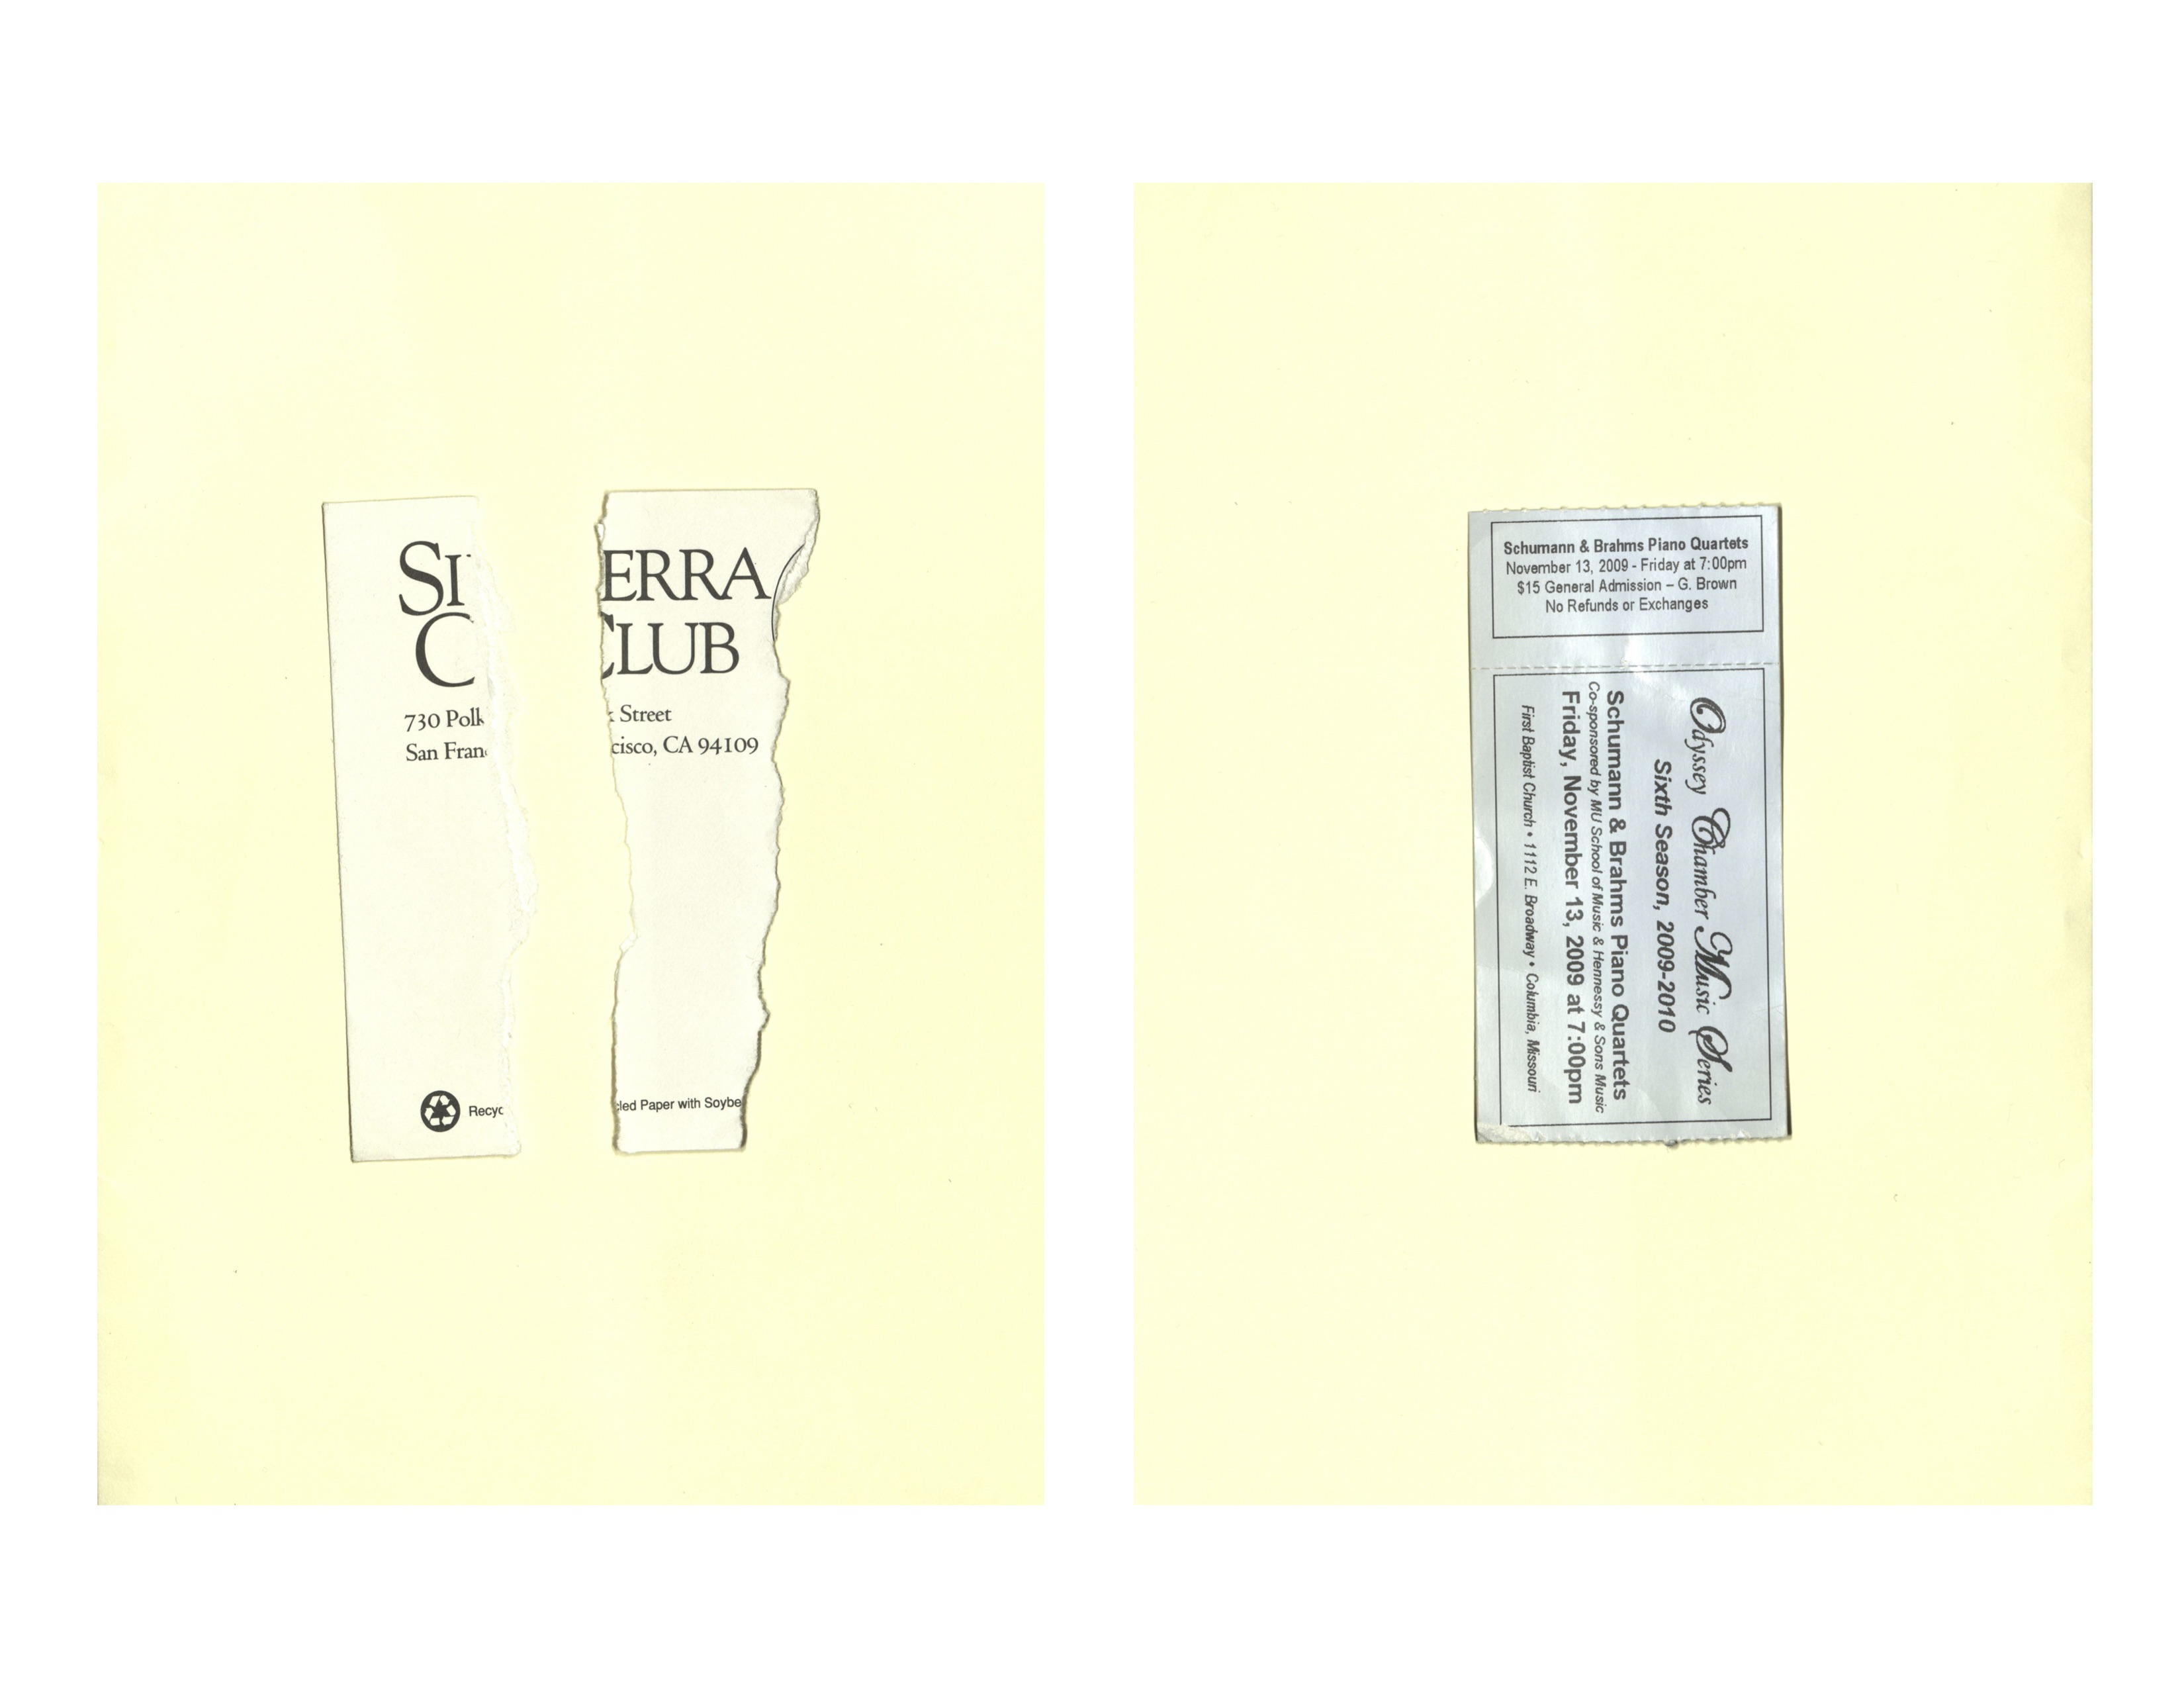 SI
C
730 Polk
San Fran
Recyc
ERRA
CLUB
Street
cisco, CA 94109
cled Paper with Soybe
Schumann & Brahms Piano Quartets
November 13, 2009 - Friday at 7:00pm
$15 General Admission – G. Brown
No Refunds or Exchanges
Odyssey Chamber Music Series
Sixth Season, 2009-2010
Schumann & Brahms Piano Quartets
Co-sponsored by MU School of Music & Hennessy & Sons Music
Friday, November 13, 2009 at 7:00pm
First Baptist Church • 1112 E. Broadway • Columbia, Missouri